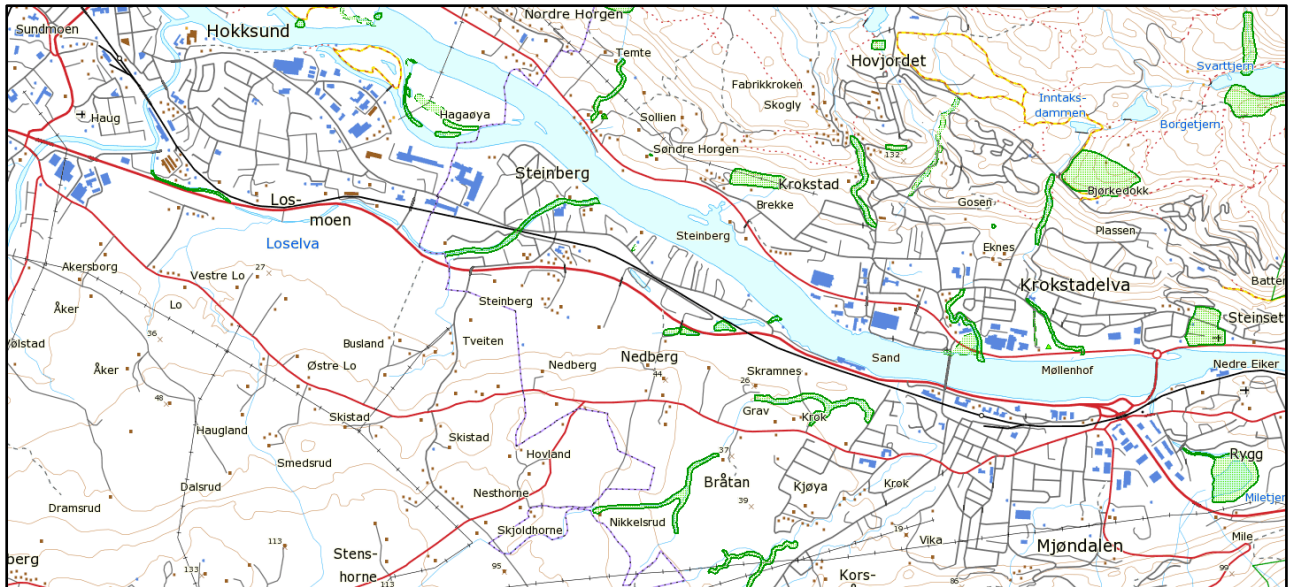 Nordre Horgen
Sundmoen
Hokksund
Temte
Hovjordet
Svarttjern
Fabrikkroken
Skogly
Inntaks-
dammen
Borgetjern
Haug
Hagaøya
Sollien
Søndre Horgen
132
Steinberg
Krokstad
Bjørkedokk
Brekke
Gosen
Los-
moen
Plassen
Loselva
Steinberg
Eknes
Akersborg
Vestre Lo
27
Batter
Krokstadelva
Lo
Steinberg
Åker
Steinset
36
Tveiten
Busland
Nedberg
Sand
Nedre Eiker
Østre Lo
Nedberg
Skramnes
Møllenhof
Åker
44
26
48
Skistad
Grav
Krok
Haugland
Skistad
Hovland
37
Rygg
Smedsrud
Bråtan
Dalsrud
Nesthorne
Kjøya
Krok
39
Miletjer
Dramsrud
Skjoldhorne
Nikkelsrud
19
Vika
Mile
113
Stens-
horne
Mjøndalen
berg
133
95
Kors-
99
113
86